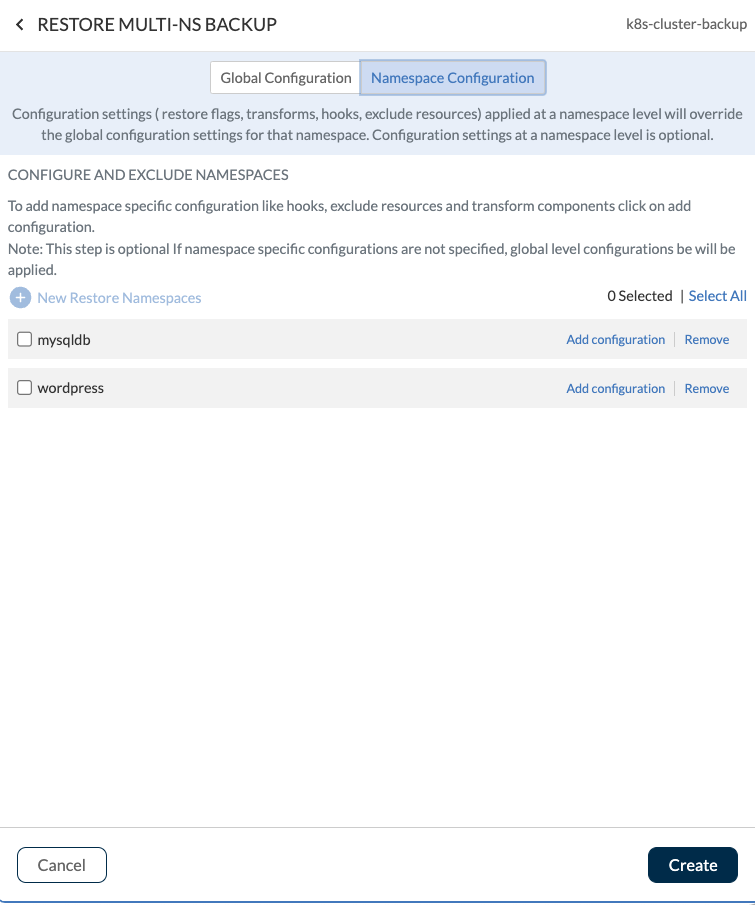 RESTORE MULTI-NS BACKUP
k8s-cluster-backup
Global Configuration
Namespace Configuration
Configuration settings ( restore flags, transforms, hooks, exclude resources) applied at a namespace level will override
the global configuration settings for that namespace. Configuration settings at a namespace level is optional.
CONFIGURE AND EXCLUDE NAMESPACES
To add namespace specific configuration like hooks, exclude resources and transform components click on add
configuration.
Note: This step is optional If namespace specific configurations are not specified, global level configurations be will be
applied.
New Restore Namespaces
0 Selected | Select All
mysqldb
Add configuration
Remove
wordpress
Add configuration
Remove
Cancel
Create